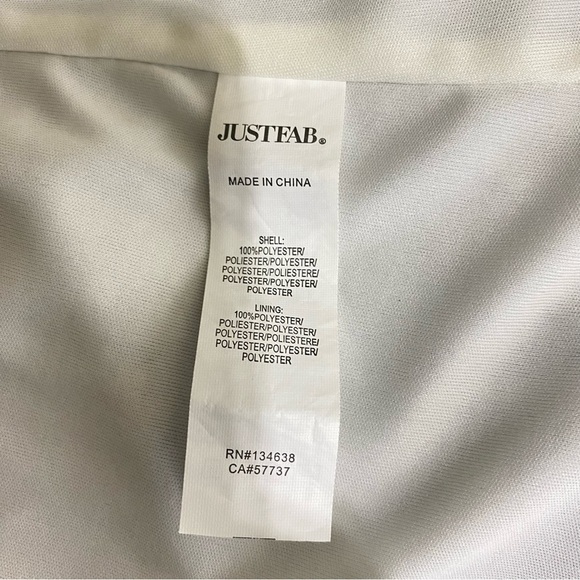 JUSTFAB®
MADE IN CHINA
SHELL:
100%POLYESTER/
POLIESTER/POLYESTER/
POLYESTER/POLIESTERE/
POLYESTER/POLYESTER/
POLYESTER
LINING:
100%POLYESTER/
POLIESTER/POLYESTER/
POLYESTER/POLIESTERE/
POLYESTER/POLYESTER/
POLYESTER
RN#134638
CA#57737